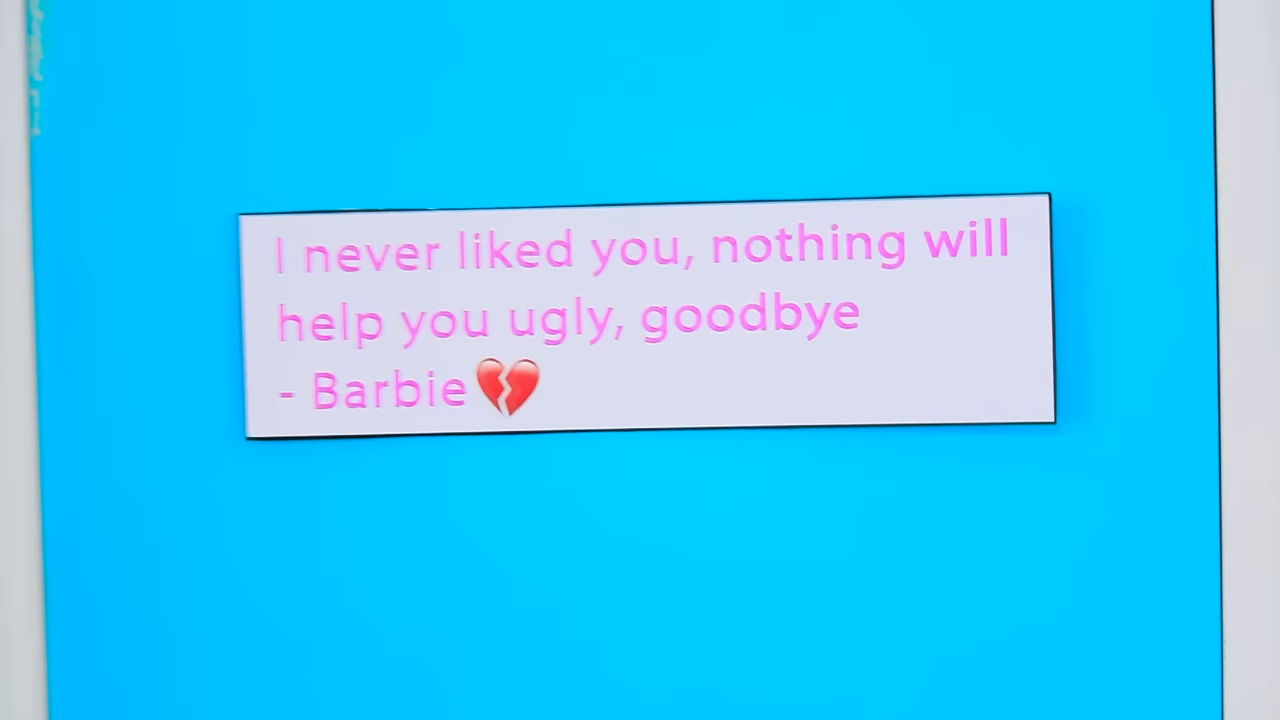 I never liked you, nothing will
help you ugly, goodbye
- Barbie💔